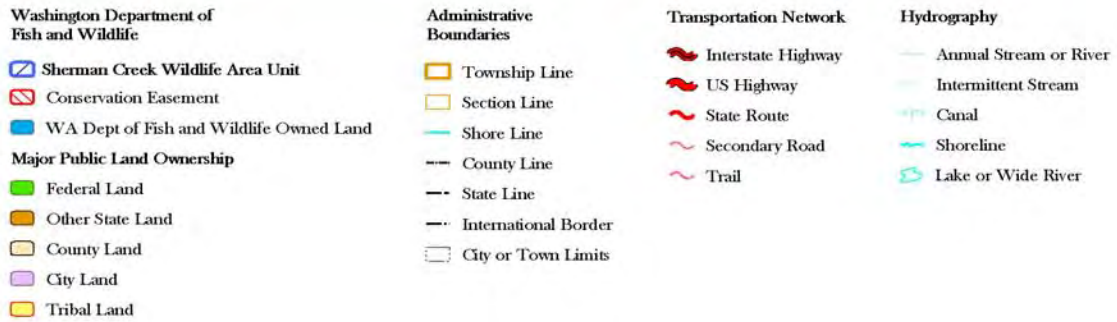 Washington Department of
Fish and Wildlife
Sherman Creek Wildlife Area Unit
Conservation Easement
WA Dept of Fish and Wildlife Owned Land
Major Public Land Ownership
Federal Land
Other State Land
County Land
City Land
Tribal Land
Administrative
Boundaries
Township Line
Section Line
Shore Line
County Line
State Line
International Border
City or Town Limits
Transportation Network
Interstate Highway
US Highway
State Route
Secondary Road
Trail
Hydrography
Annual Stream or River
Intermittent Stream
Canal
Shoreline
Lake or Wide River